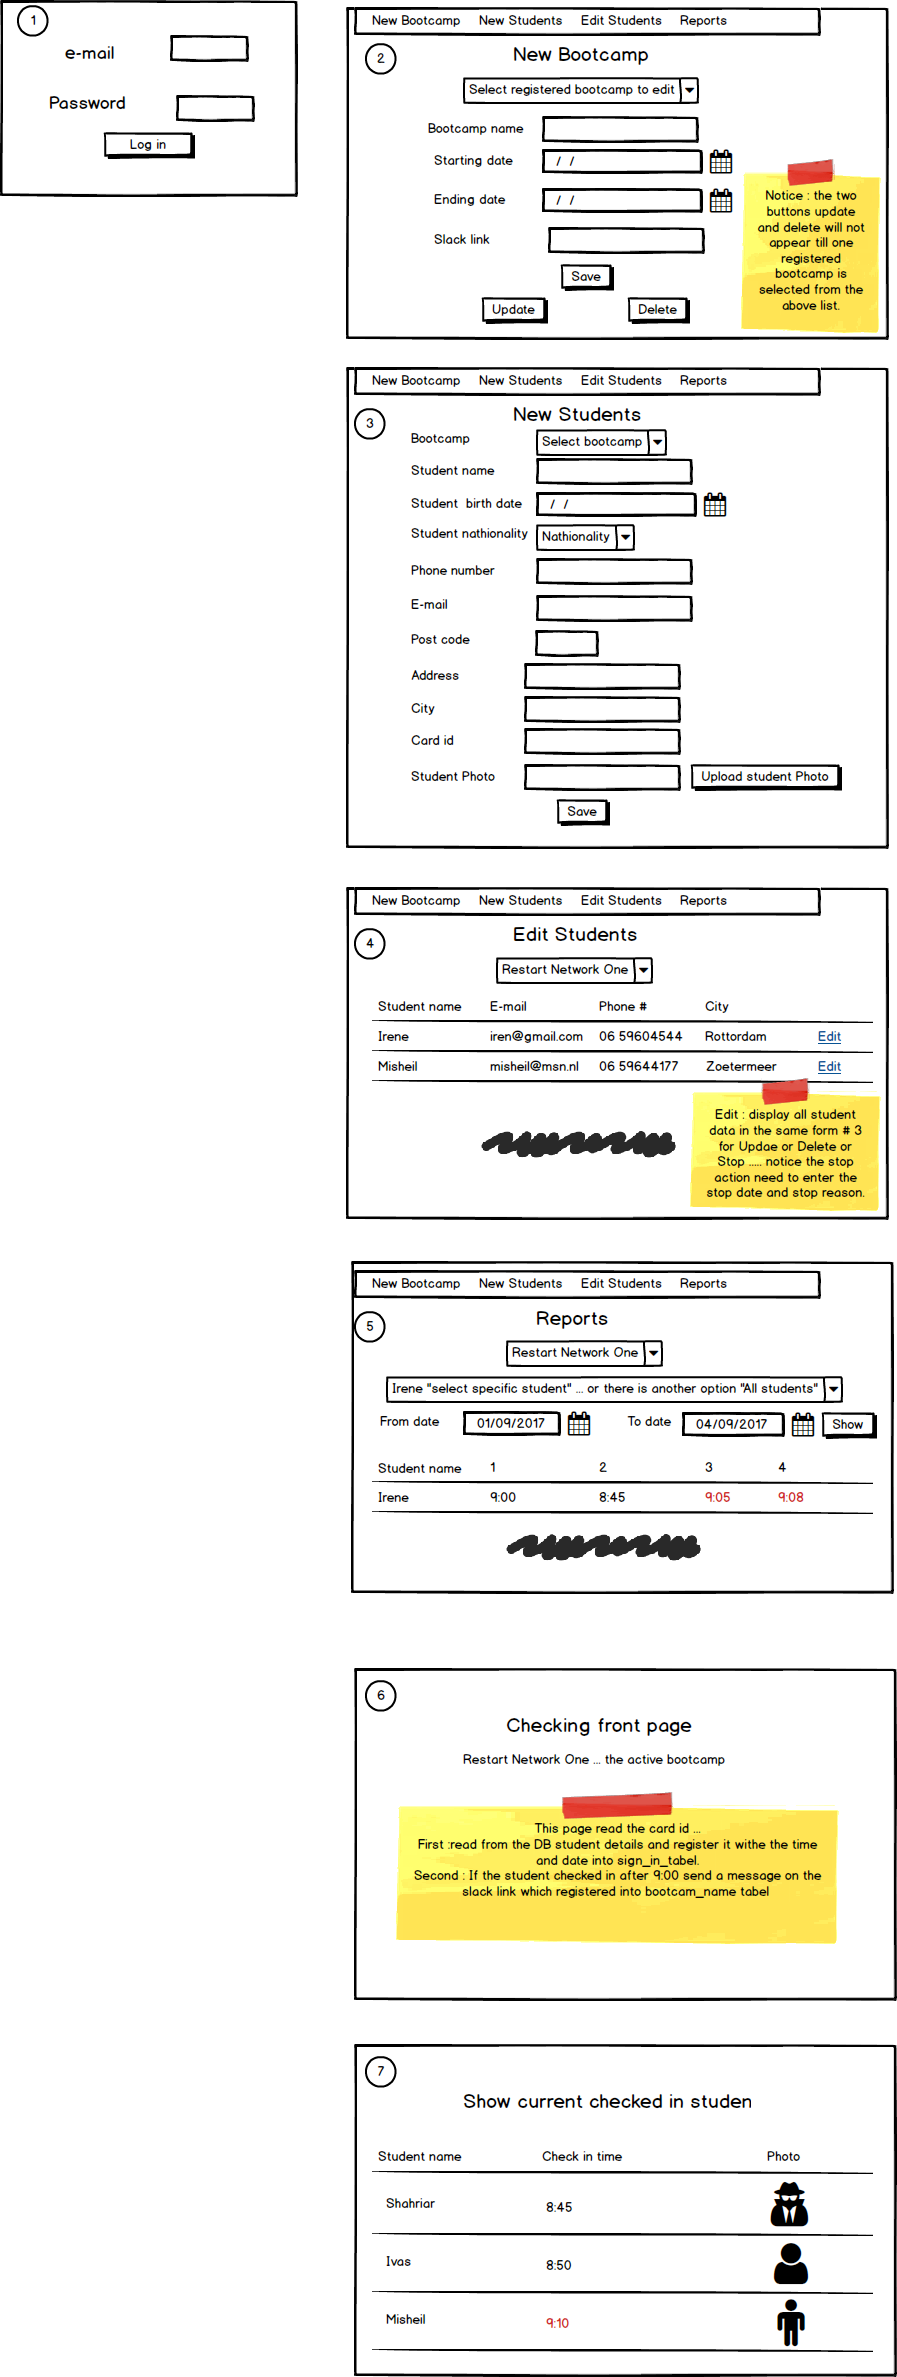 1
e-mail
Password
Log in
New Bootcamp New Students Edit Students Reports
2
New Bootcamp
Select registered bootcamp to edit
Bootcamp name
Starting date / /
Ending date / /
Slack link
Save
Update Delete
Notice : the two
buttons update
and delete will not
appear till one
registered
bootcamp is
selected from the
above list.
New Bootcamp New Students Edit Students Reports
3
New Students
Bootcamp Select bootcamp
Student name
Student birth date / /
Student nathionality Nathionality
Phone number
E-mail
Post code
Address
City
Card id
Student Photo Upload student Photo
Save
New Bootcamp New Students Edit Students Reports
4
Edit Students
Restart Network One
Student name E-mail Phone # City
Irene iren@gmail.com 06 59604544 Rottordam Edit
Misheil misheil@msn.nl 06 59644177 Zoetermeer Edit
Edit : display all student
data in the same form # 3
for Updae or Delete or
Stop ..... notice the stop
action need to enter the
stop date and stop reason.
New Bootcamp New Students Edit Students Reports
5
Reports
Restart Network One
Irene "select specific student" ... or there is another option "All students"
From date 01/09/2017 To date 04/09/2017 Show
Student name 1 2 3 4
Irene 9:00 8:45 9:05 9:08
6
Checking front page
Restart Network One ... the active bootcamp
This page read the card id ...
First :read from the DB student details and register it withe the time
and date into sign_in_tabel.
Second : If the student checked in after 9:00 send a message on the
slack link which registered into bootcam_name tabel
7
Show current checked in studen
Student name Check in time Photo
Shahriar 8:45
Ivas 8:50
Misheil 9:10